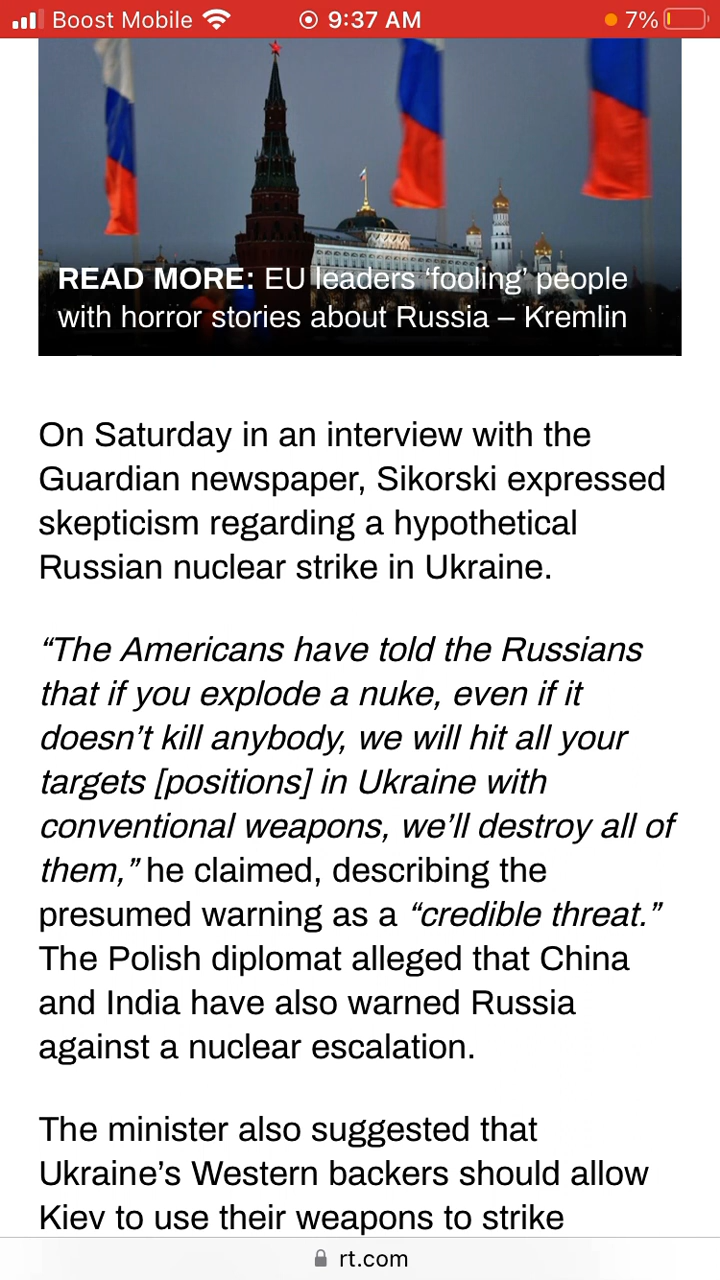 Boost Mobile 9:37 AM 7%
READ MORE: EU leaders ‘fooling’ people
with horror stories about Russia – Kremlin
On Saturday in an interview with the
Guardian newspaper, Sikorski expressed
skepticism regarding a hypothetical
Russian nuclear strike in Ukraine.
“The Americans have told the Russians
that if you explode a nuke, even if it
doesn’t kill anybody, we will hit all your
targets [positions] in Ukraine with
conventional weapons, we’ll destroy all of
them,” he claimed, describing the
presumed warning as a “credible threat.”
The Polish diplomat alleged that China
and India have also warned Russia
against a nuclear escalation.
The minister also suggested that
Ukraine’s Western backers should allow
Kiev to use their weapons to strike
rt.com